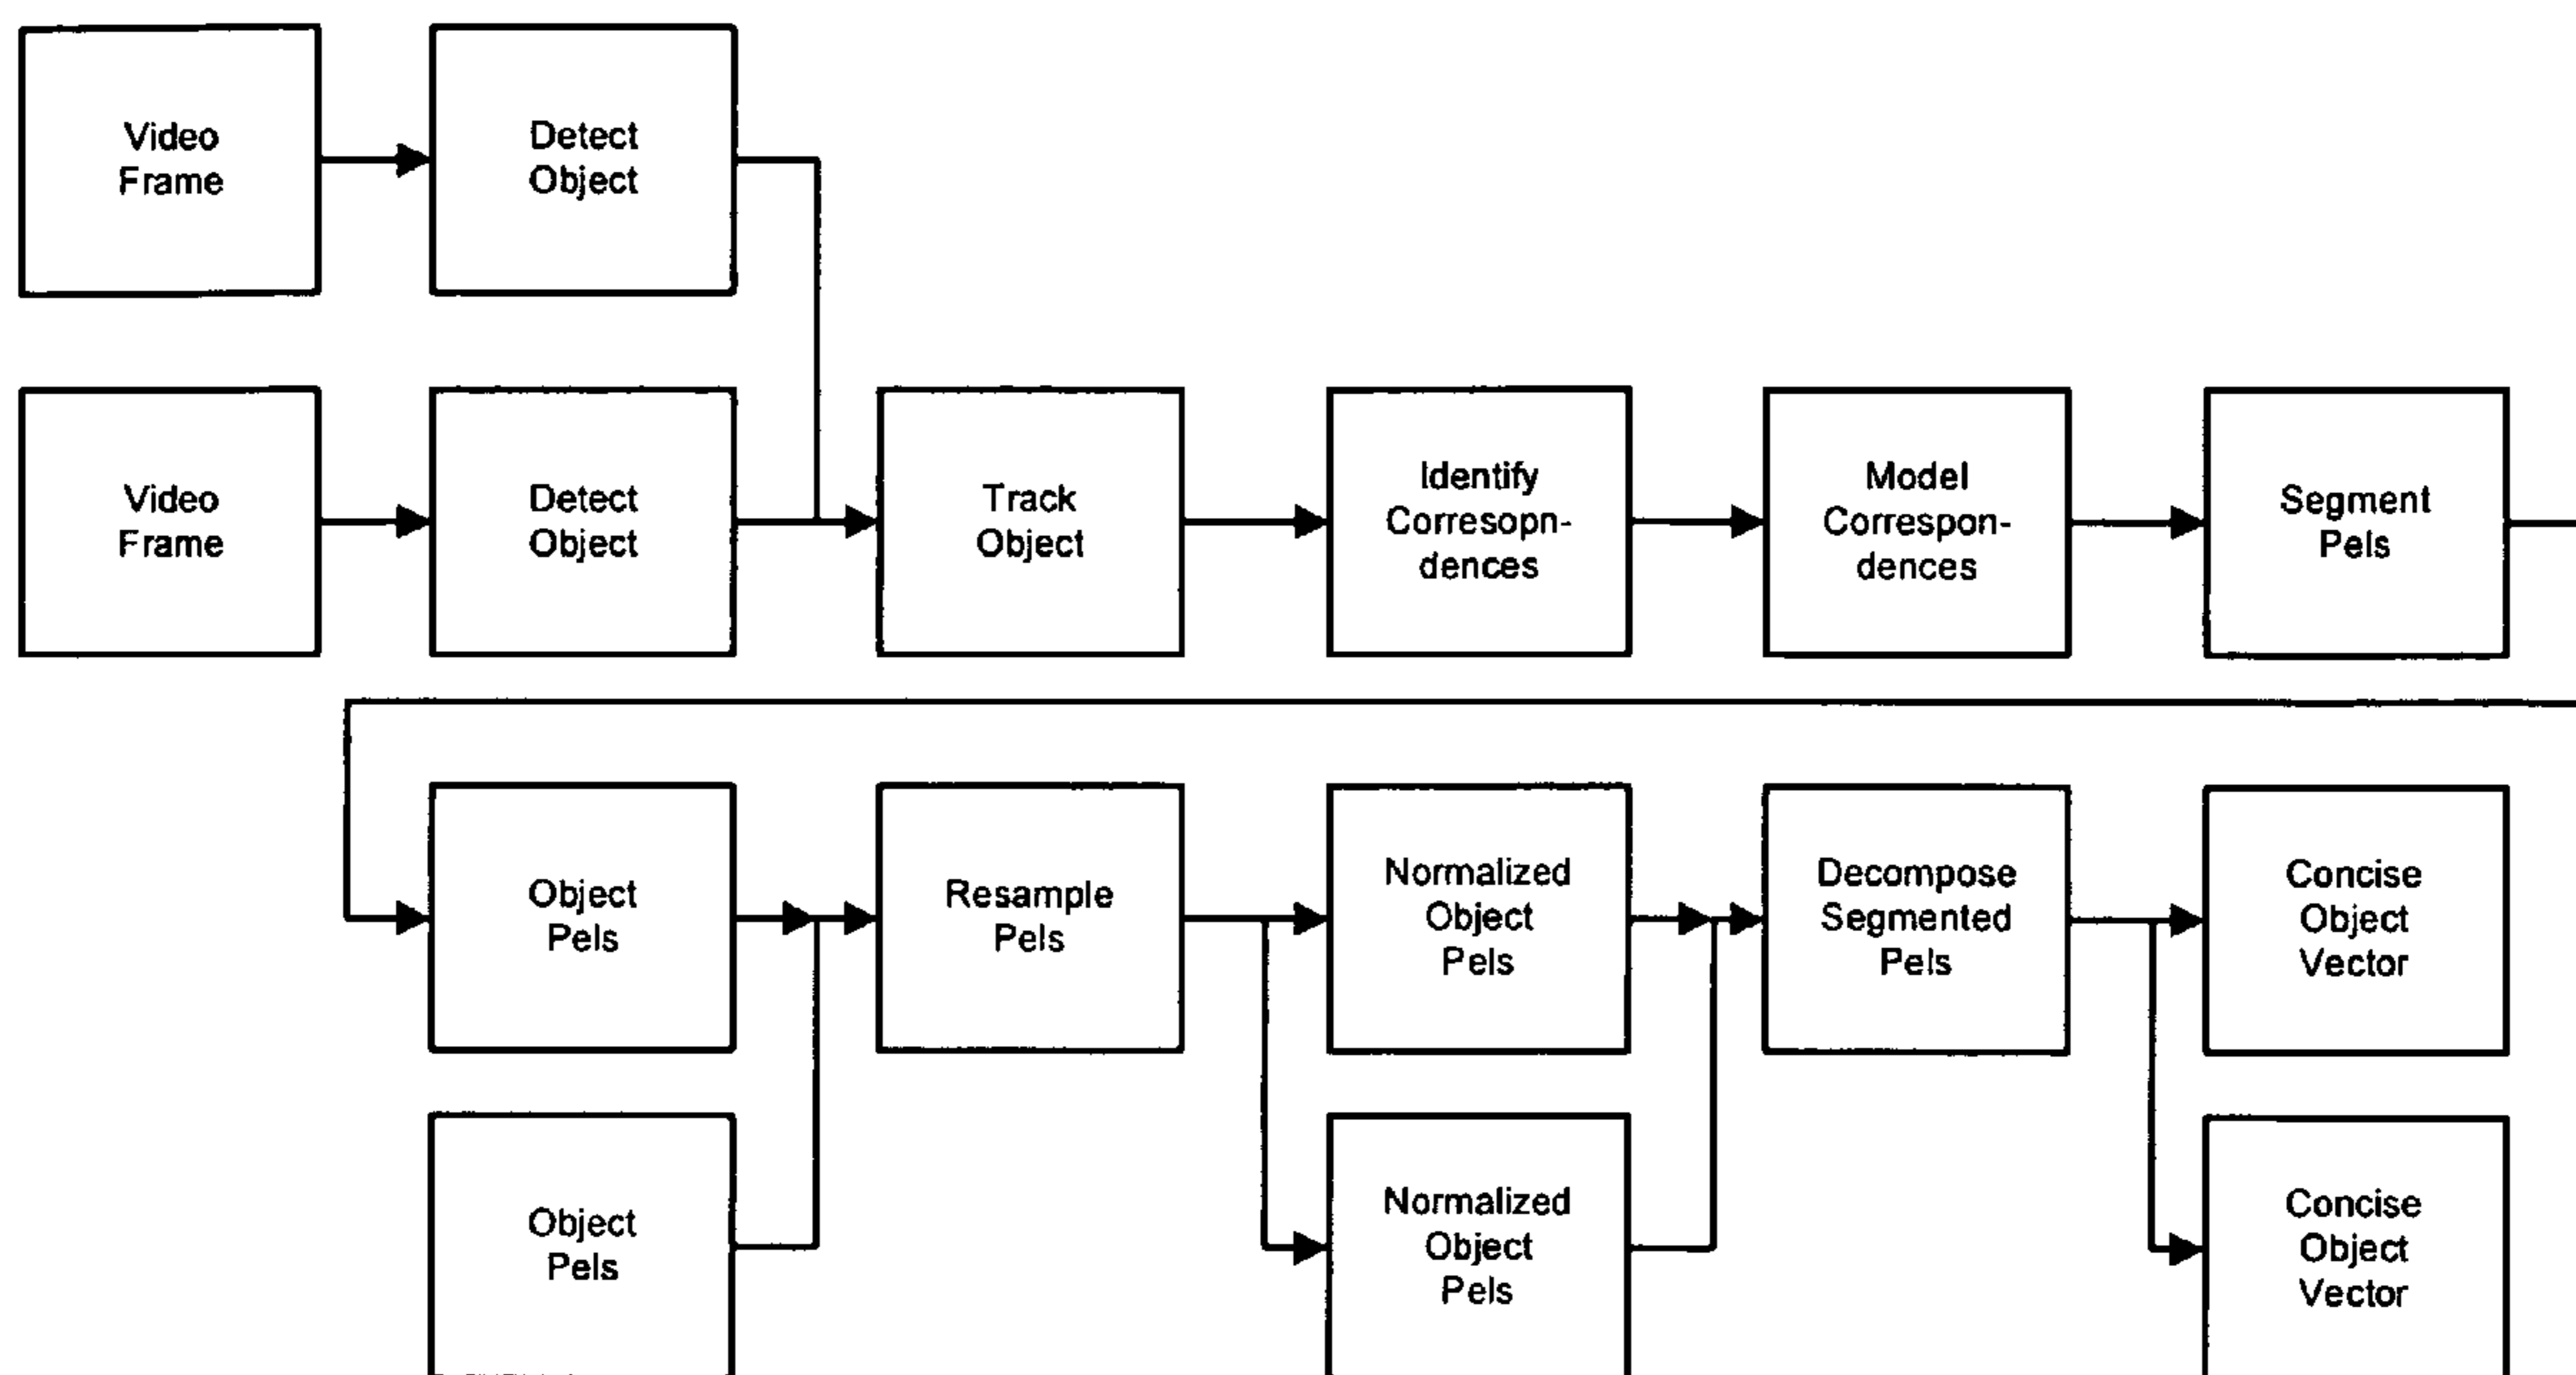 Video
Frame
Detect
Object
Video
Frame
Detect
Object
Track
Object
Identify
Corresopn-
dences
Model
Correspon-
dences
Segment
Pels
Object
Pels
Resample
Pels
Normalized
Object
Pels
Decompose
Segmented
Pels
Concise
Object
Vector
Object
Pels
Normalized
Object
Pels
Concise
Object
Vector